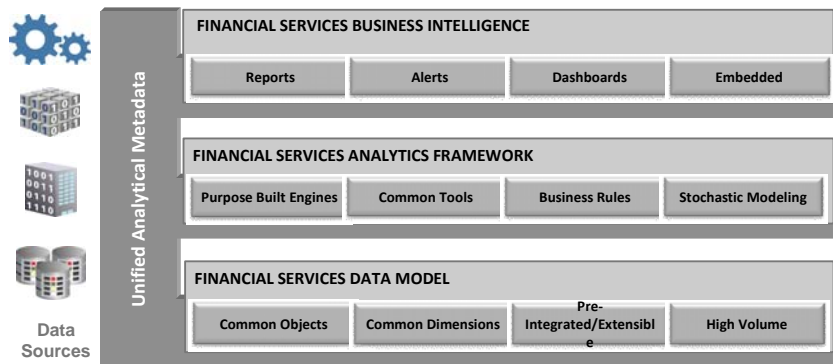 FINANCIAL SERVICES BUSINESS INTELLIGENCE
Reports
Alerts
Dashboards
Embedded
Unified Analytical Metadata
FINANCIAL SERVICES ANALYTICS FRAMEWORK
Purpose Built Engines
Common Tools
Business Rules
Stochastic Modeling
FINANCIAL SERVICES DATA MODEL
Common Objects
Common Dimensions
Pre-
Integrated/Extensibl
e
High Volume
Data
Sources